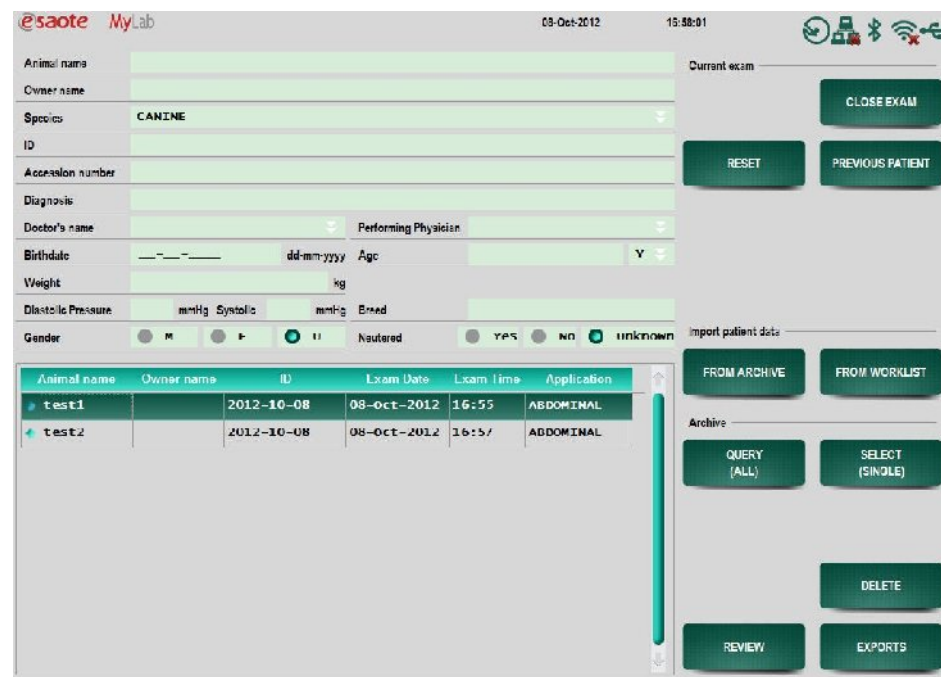 esaote MyLab 08-Oct-2012 16:58:01
Animal name
Current exam
Owner name
CLOSE EXAM
Species CANINE
ID
RESET PREVIOUS PATIENT
Accession number
Diagnosis
Doctor's name Performing Physician
Birthdate __-__-____ dd-mm-yyyy Age Y
Weight kg
Diastolic Pressure mmHg Systolic mmHg Breed
Gender M F U Neutered Yes No Unknown
Import patient data
FROM ARCHIVE FROM WORKLIST
Animal name Owner name ID Exam Date Exam Time Application
test1 2012-10-08 08-Oct-2012 16:55 ABDOMINAL
test2 2012-10-08 08-Oct-2012 16:57 ABDOMINAL
Archive
QUERY (ALL) SELECT (SINGLE)
DELETE
REVIEW EXPORTS